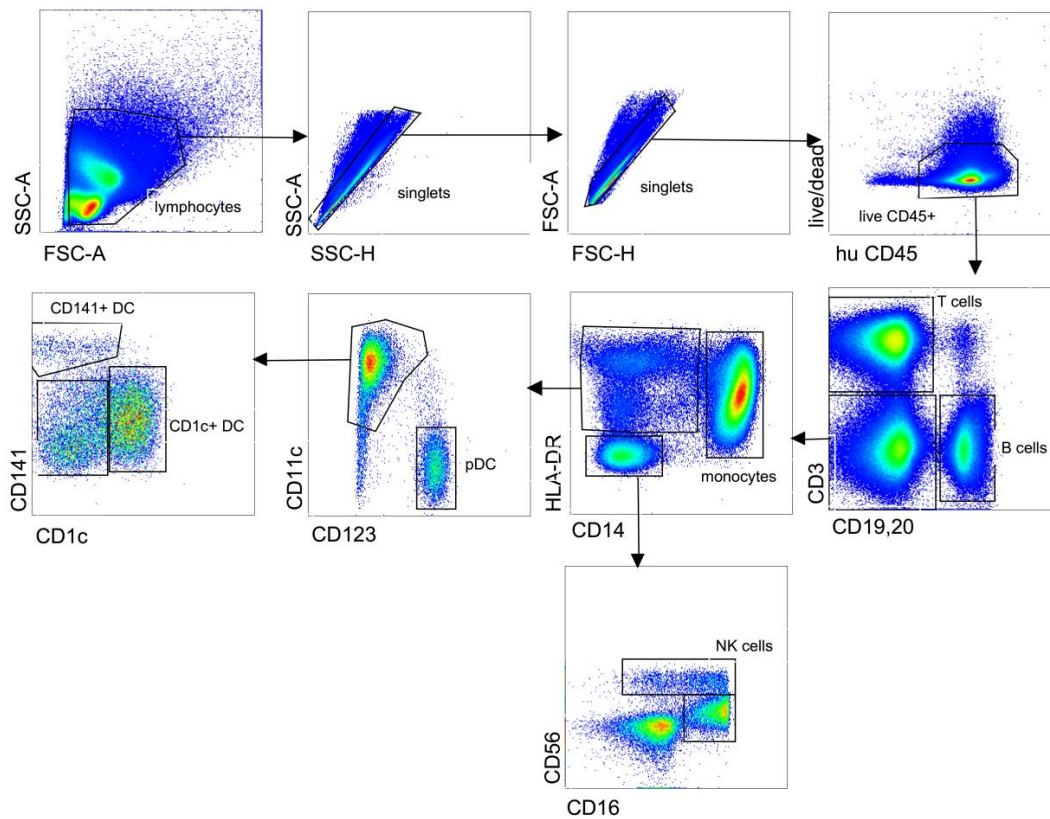 SSC-A
lymphocytes
FSC-A
SSC-A
singlets
SSC-H
FSC-A
singlets
FSC-H
live/dead
live CD45+
hu CD45
CD141+ DC
CD141
CD1c+ DC
CD1c
CD11c
pDC
CD123
HLA-DR
monocytes
CD14
T cells
CD3
B cells
CD19,20
NK cells
CD56
CD16